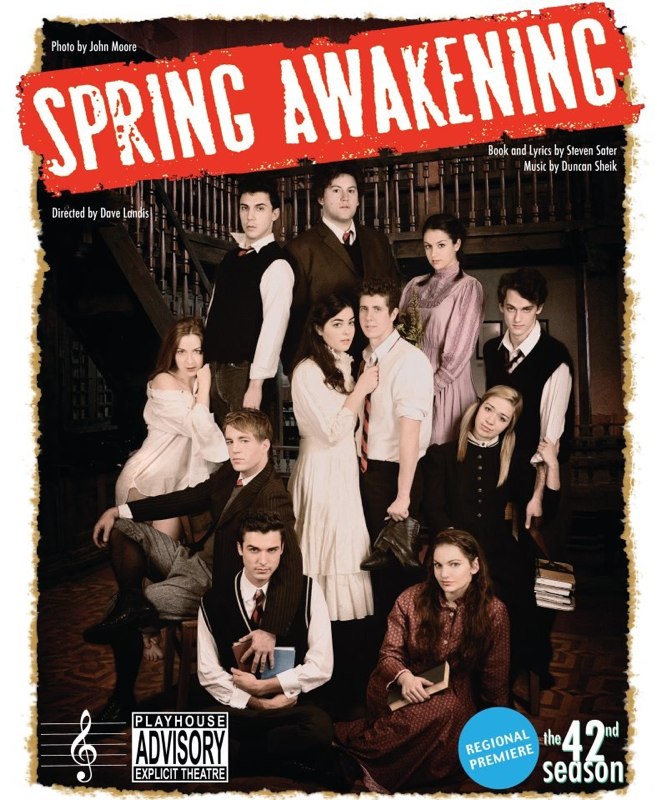 Photo by John Moore
SPRING AWAKENING
Book and Lyrics by Steven Sater
Music by Duncan Sheik
Directed by Dave Landis
PLAYHOUSE
ADVISORY
EXPLICIT THEATRE
REGIONAL
PREMIERE
the 42nd
season